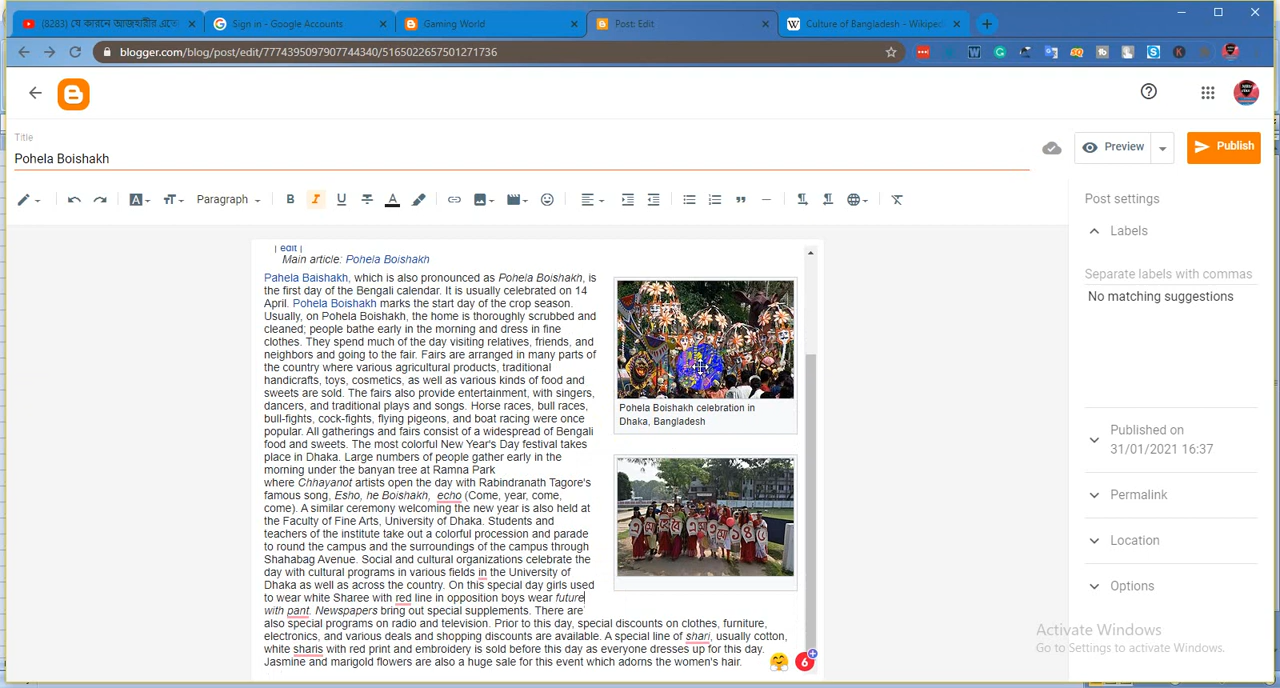 (8283) যে কারনে আজহারীর এতো
Sign in - Google Accounts
Gaming World
Post: Edit
Culture of Bangladesh - Wikiped
blogger.com/blog/post/edit/7774395097907744340/5165022657501271736
Title
Pohela Boishakh
Preview
Publish
Paragraph
Post settings
Labels
Separate labels with commas
No matching suggestions
Published on
31/01/2021 16:37
Permalink
Location
Options
[ edit ]
Main article: Pohela Boishakh
Pahela Baishakh, which is also pronounced as Pohela Boishakh, is
the first day of the Bengali calendar. It is usually celebrated on 14
April. Pohela Boishakh marks the start day of the crop season.
Usually, on Pohela Boishakh, the home is thoroughly scrubbed and
cleaned; people bathe early in the morning and dress in fine
clothes. They spend much of the day visiting relatives, friends, and
neighbors and going to the fair. Fairs are arranged in many parts of
the country where various agricultural products, traditional
handicrafts, toys, cosmetics, as well as various kinds of food and
sweets are sold. The fairs also provide entertainment, with singers,
dancers, and traditional plays and songs. Horse races, bull races,
bull-fights, cock-fights, flying pigeons, and boat racing were once
popular. All gatherings and fairs consist of a widespread of Bengali
food and sweets. The most colorful New Year's Day festival takes
place in Dhaka. Large numbers of people gather early in the
morning under the banyan tree at Ramna Park
where Chhayanot artists open the day with Rabindranath Tagore's
famous song, Esho, he Boishakh, echo (Come, year, come,
come). A similar ceremony welcoming the new year is also held at
the Faculty of Fine Arts, University of Dhaka. Students and
teachers of the institute take out a colorful procession and parade
to round the campus and the surroundings of the campus through
Shahabag Avenue. Social and cultural organizations celebrate the
day with cultural programs in various fields in the University of
Dhaka as well as across the country. On this special day girls used
to wear white Sharee with red line in opposition boys wear future
with pant. Newspapers bring out special supplements. There are
also special programs on radio and television. Prior to this day, special discounts on clothes, furniture,
electronics, and various deals and shopping discounts are available. A special line of shari, usually cotton,
white sharis with red print and embroidery is sold before this day as everyone dresses up for this day.
Jasmine and marigold flowers are also a huge sale for this event which adorns the women's hair.
Pohela Boishakh celebration in
Dhaka, Bangladesh
6
Activate Windows
Go to Settings to activate Windows.